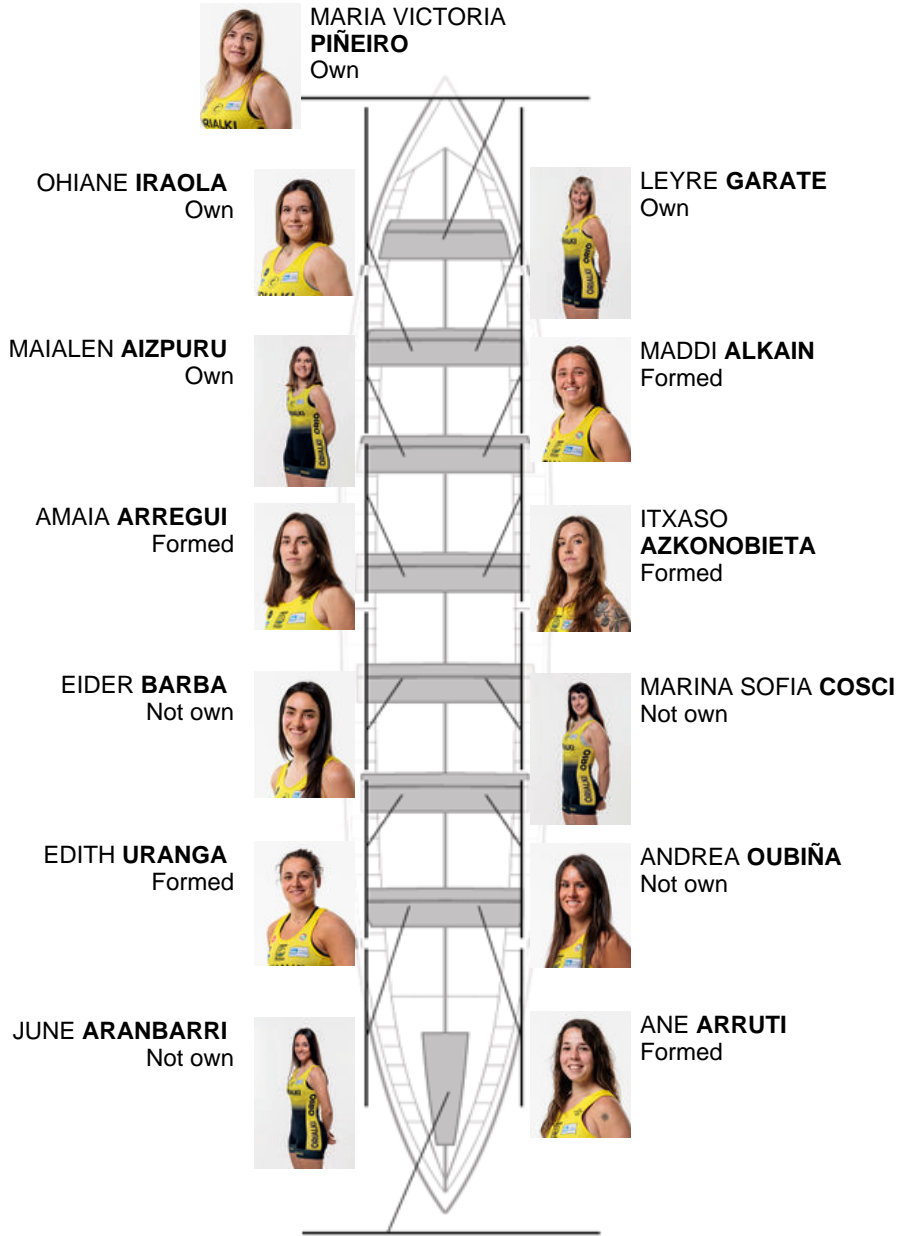 MARIA VICTORIA
PIÑEIRO
Own
OHIANE IRAOLA
Own
LEYRE GARATE
Own
MAIALEN AIZPURU
Own
MADDI ALKAIN
Formed
AMAIA ARREGUI
Formed
ITXASO
AZKONOBIETA
Formed
EIDER BARBA
Not own
MARINA SOFIA COSCI
Not own
EDITH URANGA
Formed
ANDREA OUBIÑA
Not own
JUNE ARANBARRI
Not own
ANE ARRUTI
Formed